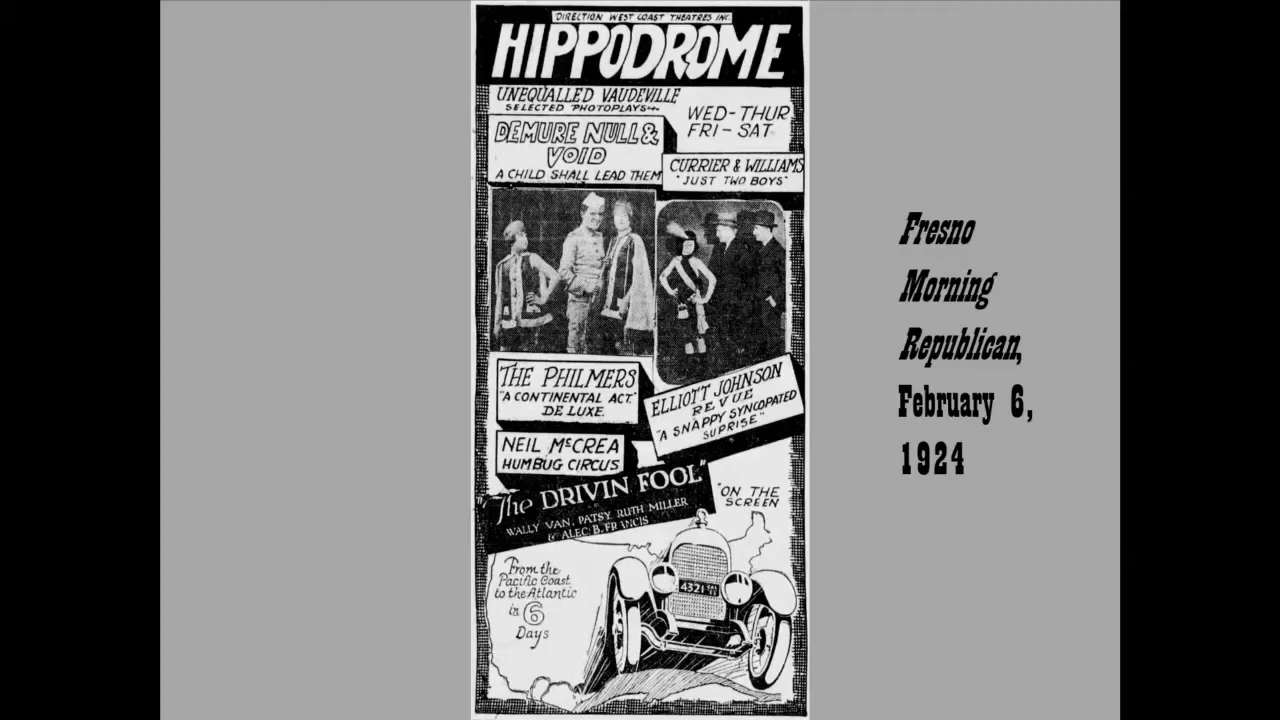 DIRECTION WEST COAST THEATRES INC.
HIPPODROME
UNEQUALLED VAUDEVILLE
SELECTED PHOTOPLAYS
WED-THUR
FRI-SAT
DEMURE NULL &
VOID
A CHILD SHALL LEAD THEM
CURRIER & WILLIAMS
"JUST TWO BOYS"
THE PHILMERS
"A CONTINENTAL ACT"
DE LUXE.
ELLIOTT JOHNSON
REVUE
"A SNAPPY SYNCOPATED
SUPRISE"
NEIL McCREA
HUMBUG CIRCUS
"The DRIVIN FOOL"
WALLY VAN, PATSY RUTH MILLER
& ALEC B. FRANCIS
"ON THE
SCREEN
From the
Pacific Coast
to the Atlantic
in 6
Days
4321
Fresno
Morning
Republican,
February 6,
1924